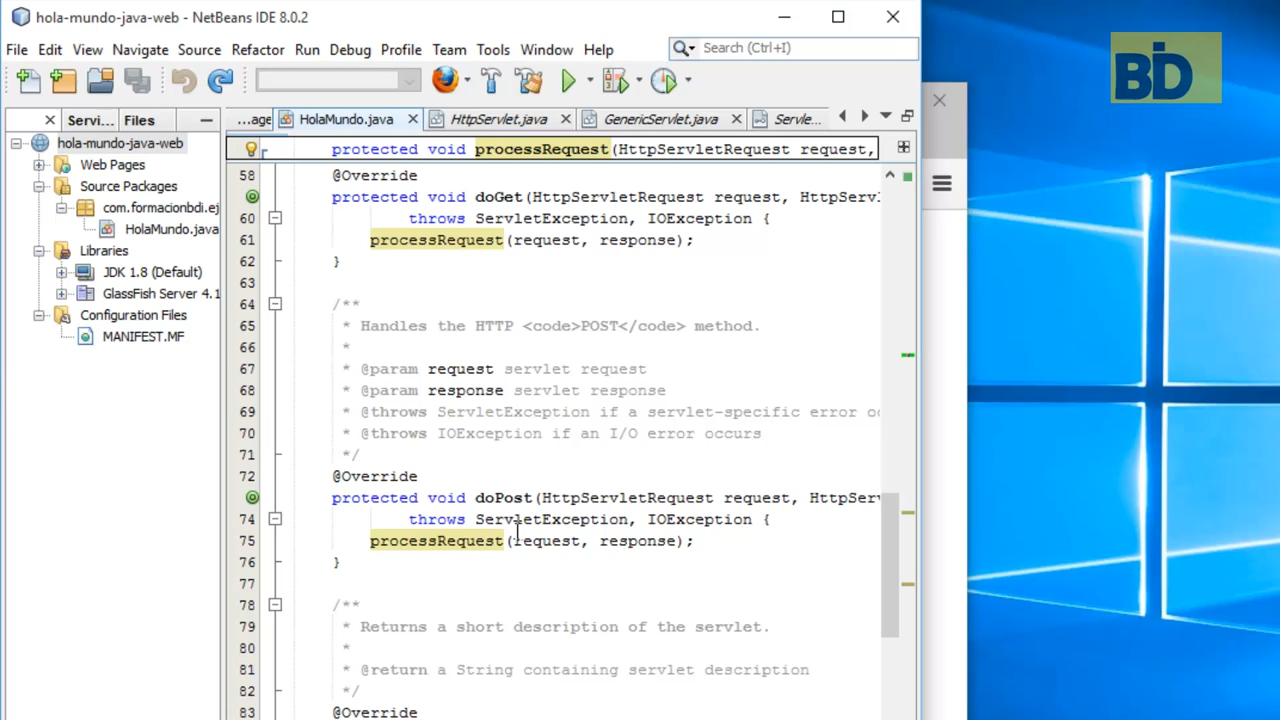 hola-mundo-java-web - NetBeans IDE 8.0.2
File Edit View Navigate Source Refactor Run Debug Profile Team Tools Window Help
Search (Ctrl+I)
BD
Servi... Files
...age HolaMundo.java HttpServlet.java GenericServlet.java Servle...
hola-mundo-java-web
Web Pages
Source Packages
com.formacionbdi.ej
HolaMundo.java
Libraries
JDK 1.8 (Default)
GlassFish Server 4.1
Configuration Files
MANIFEST.MF
protected void processRequest(HttpServletRequest request,
58 @Override
protected void doGet(HttpServletRequest request, HttpServl
60 throws ServletException, IOException {
61 processRequest(request, response);
62 }
63
64 /**
65 * Handles the HTTP <code>POST</code> method.
66 *
67 * @param request servlet request
68 * @param response servlet response
69 * @throws ServletException if a servlet-specific error oc
70 * @throws IOException if an I/O error occurs
71 */
72 @Override
protected void doPost(HttpServletRequest request, HttpServ
74 throws ServletException, IOException {
75 processRequest(request, response);
76 }
77
78 /**
79 * Returns a short description of the servlet.
80 *
81 * @return a String containing servlet description
82 */
83 @Override